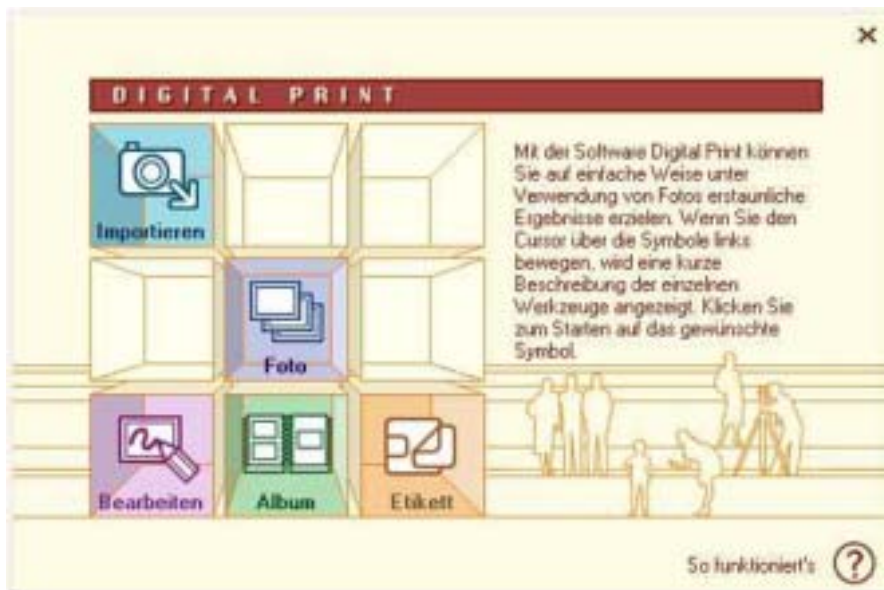 DIGITAL PRINT
Importieren
Mit der Software Digital Print können
Sie auf einfache Weise unter
Verwendung von Fotos erstaunliche
Ergebnisse erzielen. Wenn Sie den
Cursor über die Symbole links
bewegen, wird eine kurze
Beschreibung der einzelnen
Werkzeuge angezeigt. Klicken Sie
zum Starten auf das gewünschte
Symbol.
Foto
Bearbeiten
Album
Etikett
So funktioniert's ?